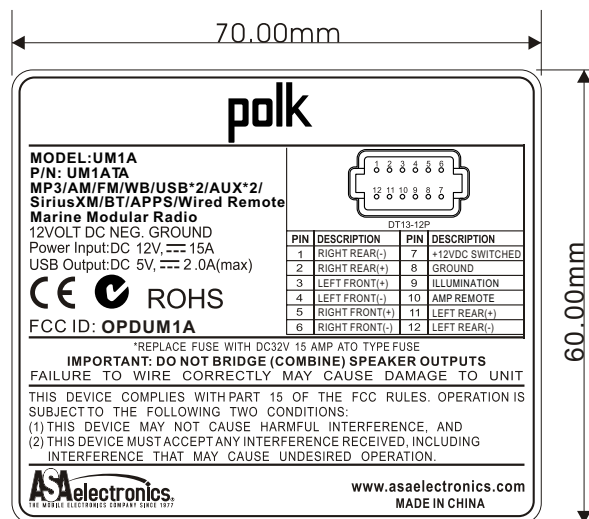 70.00mm
polk
MODEL:UM1A
P/N: UM1ATA
MP3/AM/FM/WB/USB*2/AUX*2/
SiriusXM/BT/APPS/Wired Remote
Marine Modular Radio
12VOLT DC NEG. GROUND
Power Input:DC 12V, ⎓ 15A
USB Output:DC 5V, ⎓ 2 .0A(max)
CE ROHS
FCC ID: OPDUM1A
1 2 3 4 5 6
12 11 10 9 8 7
DT13-12P
PIN DESCRIPTION PIN DESCRIPTION
1 RIGHT REAR(-) 7 +12VDC SWITCHED
2 RIGHT REAR(+) 8 GROUND
3 LEFT FRONT(+) 9 ILLUMINATION
4 LEFT FRONT(-) 10 AMP REMOTE
5 RIGHT FRONT(+) 11 LEFT REAR(+)
6 RIGHT FRONT(-) 12 LEFT REAR(-)
*REPLACE FUSE WITH DC32V 15 AMP ATO TYPE FUSE
IMPORTANT: DO NOT BRIDGE (COMBINE) SPEAKER OUTPUTS
FAILURE TO WIRE CORRECTLY MAY CAUSE DAMAGE TO UNIT
THIS DEVICE COMPLIES WITH PART 15 OF THE FCC RULES. OPERATION IS
SUBJECT TO THE FOLLOWING TWO CONDITIONS:
(1) THIS DEVICE MAY NOT CAUSE HARMFUL INTERFERENCE, AND
(2) THIS DEVICE MUST ACCEPT ANY INTERFERENCE RECEIVED, INCLUDING
INTERFERENCE THAT MAY CAUSE UNDESIRED OPERATION.
ASAelectronics.
THE MOBILE ELECTRONICS COMPANY SINCE 1977
www.asaelectronics.com
MADE IN CHINA
60.00mm